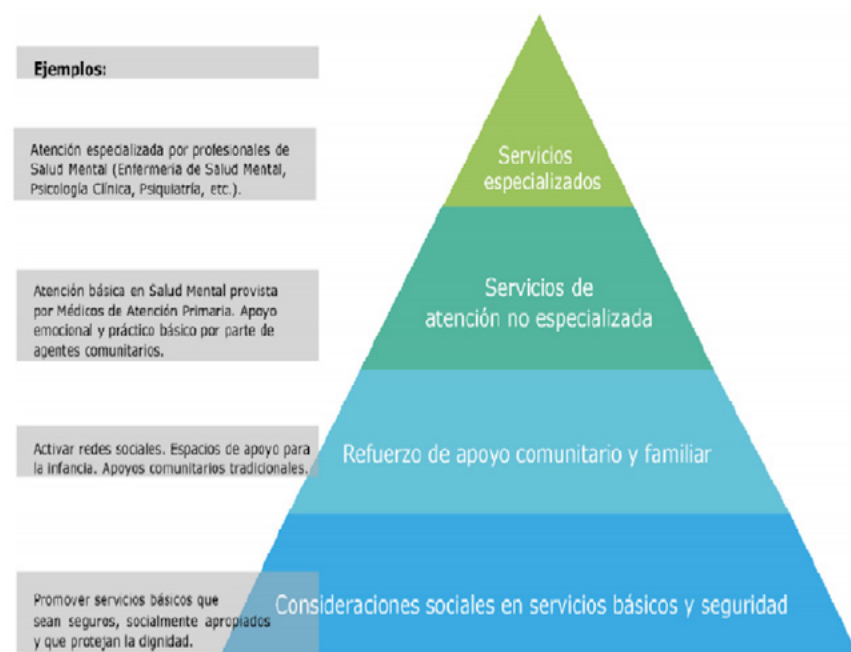 Ejemplos:
Atención especializada por profesionales de
Salud Mental (Enfermería de Salud Mental,
Psicología Clínica, Psiquiatría, etc.).
Servicios
especializados
Atención básica en Salud Mental provista
por Médicos de Atención Primaria. Apoyo
emocional y práctico básico por parte de
agentes comunitarios.
Servicios de
atención no especializada
Activar redes sociales. Espacios de apoyo para
la infancia. Apoyos comunitarios tradicionales.
Refuerzo de apoyo comunitario y familiar
Promover servicios básicos que
sean seguros, socialmente apropiados
y que protejan la dignidad.
Consideraciones sociales en servicios básicos y seguridad